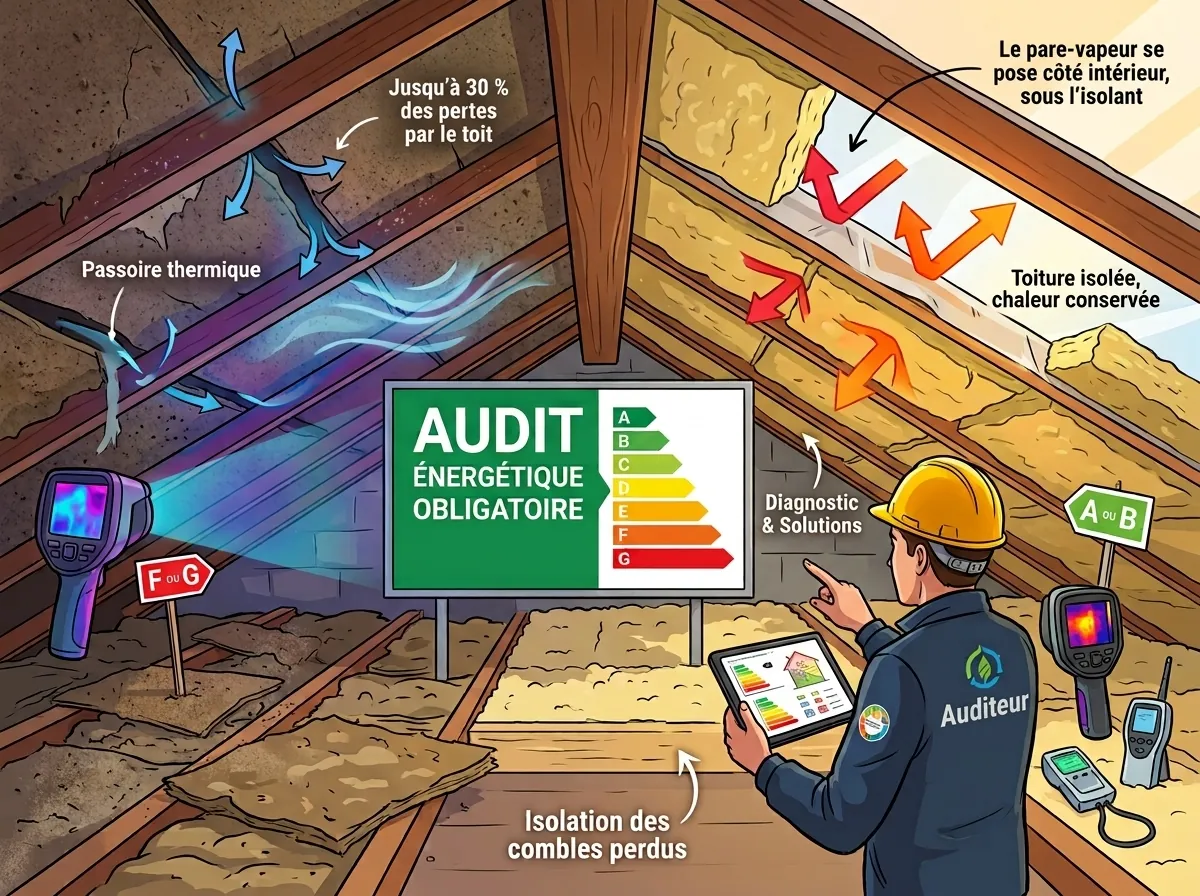 Jusqu'à 30 %
des pertes
par le toit
Le pare-vapeur se
pose côté intérieur,
sous l'isolant
Passoire thermique
Toiture isolée,
chaleur conservée
AUDIT
ÉNERGÉTIQUE
OBLIGATOIRE
A
B
C
D
E
F
G
Diagnostic
& Solutions
A OU B
F OU G
Auditeur
Isolation des
combles perdus